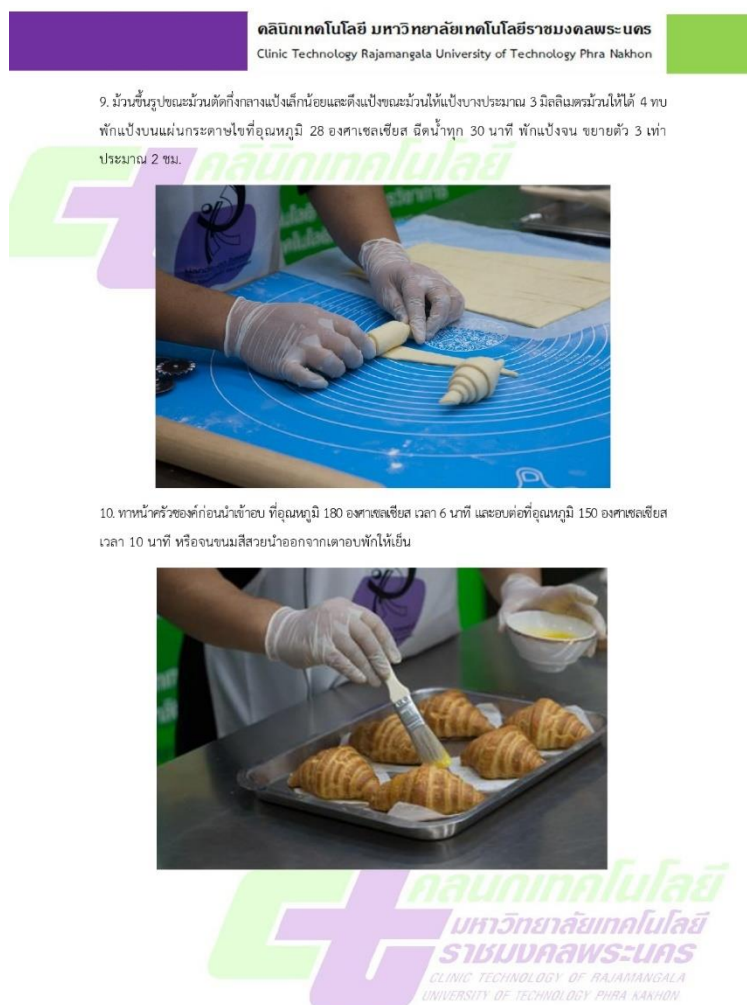 คลินิกเทคโนโลยี มหาวิทยาลัยเทคโนโลยีราชมงคลพระนคร
Clinic Technology Rajamangala University of Technology Phra Nakhon
9. ม้วนขึ้นรูปขณะม้วนตัดกึ่งกลางแป้งเล็กน้อยและดึงแป้งขณะม้วนให้แป้งบางประมาณ 3 มิลลิเมตรม้วนให้ได้ 4 ทบ
พักแป้งบนแผ่นกระดาษไขที่อุณหภูมิ 28 องศาเซลเซียส ฉีดน้ำทุก 30 นาที พักแป้งจน ขยายตัว 3 เท่า
ประมาณ 2 ชม.
คลินิกเทคโนโลยี
10. ทาหน้าครัวซองค์ก่อนนำเข้าอบ ที่อุณหภูมิ 180 องศาเซลเซียส เวลา 6 นาที และอบต่อที่อุณหภูมิ 150 องศาเซลเซียส
เวลา 10 นาที หรือจนขนมสีสวยนำออกจากเตาอบพักให้เย็น
คลินิกเทคโนโลยี
มหาวิทยาลัยเทคโนโลยี
ราชมงคลพระนคร
CLINIC TECHNOLOGY OF RAJAMANGALA
UNIVERSITY OF TECHNOLOGY PHRA NAKHON